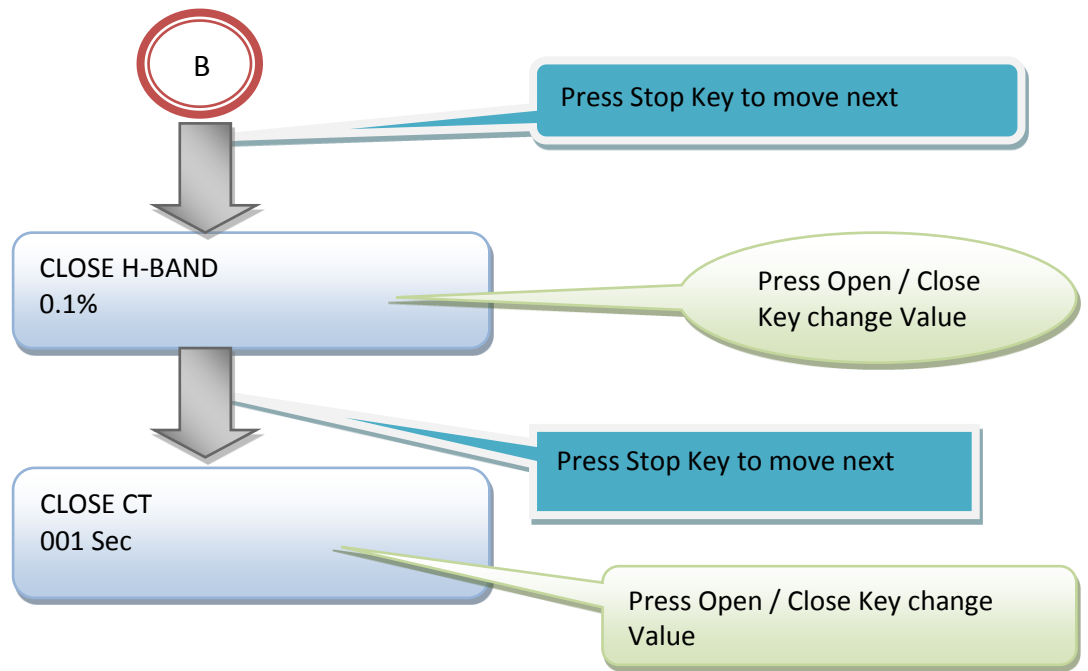 B
Press Stop Key to move next
CLOSE H-BAND
0.1%
Press Open / Close
Key change Value
Press Stop Key to move next
CLOSE CT
001 Sec
Press Open / Close Key change
Value